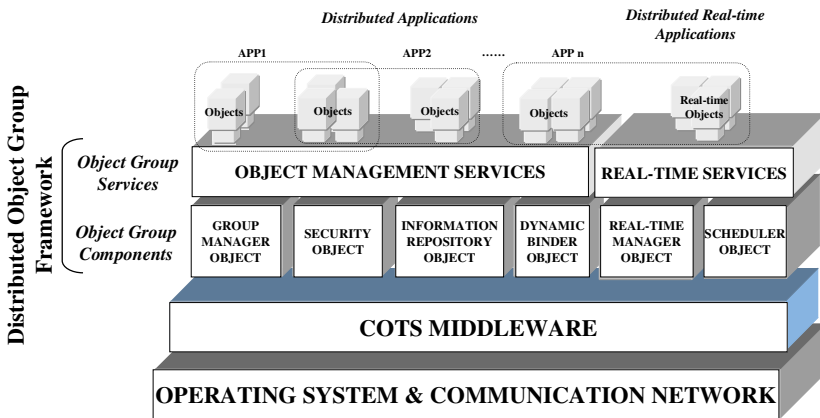 Distributed Applications
Distributed Real-time
Applications
APP1
APP2
......
APP n
Objects
Objects
Objects
Objects
Real-time
Objects
Distributed Object Group
Framework
Object Group
Services
OBJECT MANAGEMENT SERVICES
REAL-TIME SERVICES
Object Group
Components
GROUP
MANAGER
OBJECT
SECURITY
OBJECT
INFORMATION
REPOSITORY
OBJECT
DYNAMIC
BINDER
OBJECT
REAL-TIME
MANAGER
OBJECT
SCHEDULER
OBJECT
COTS MIDDLEWARE
OPERATING SYSTEM & COMMUNICATION NETWORK